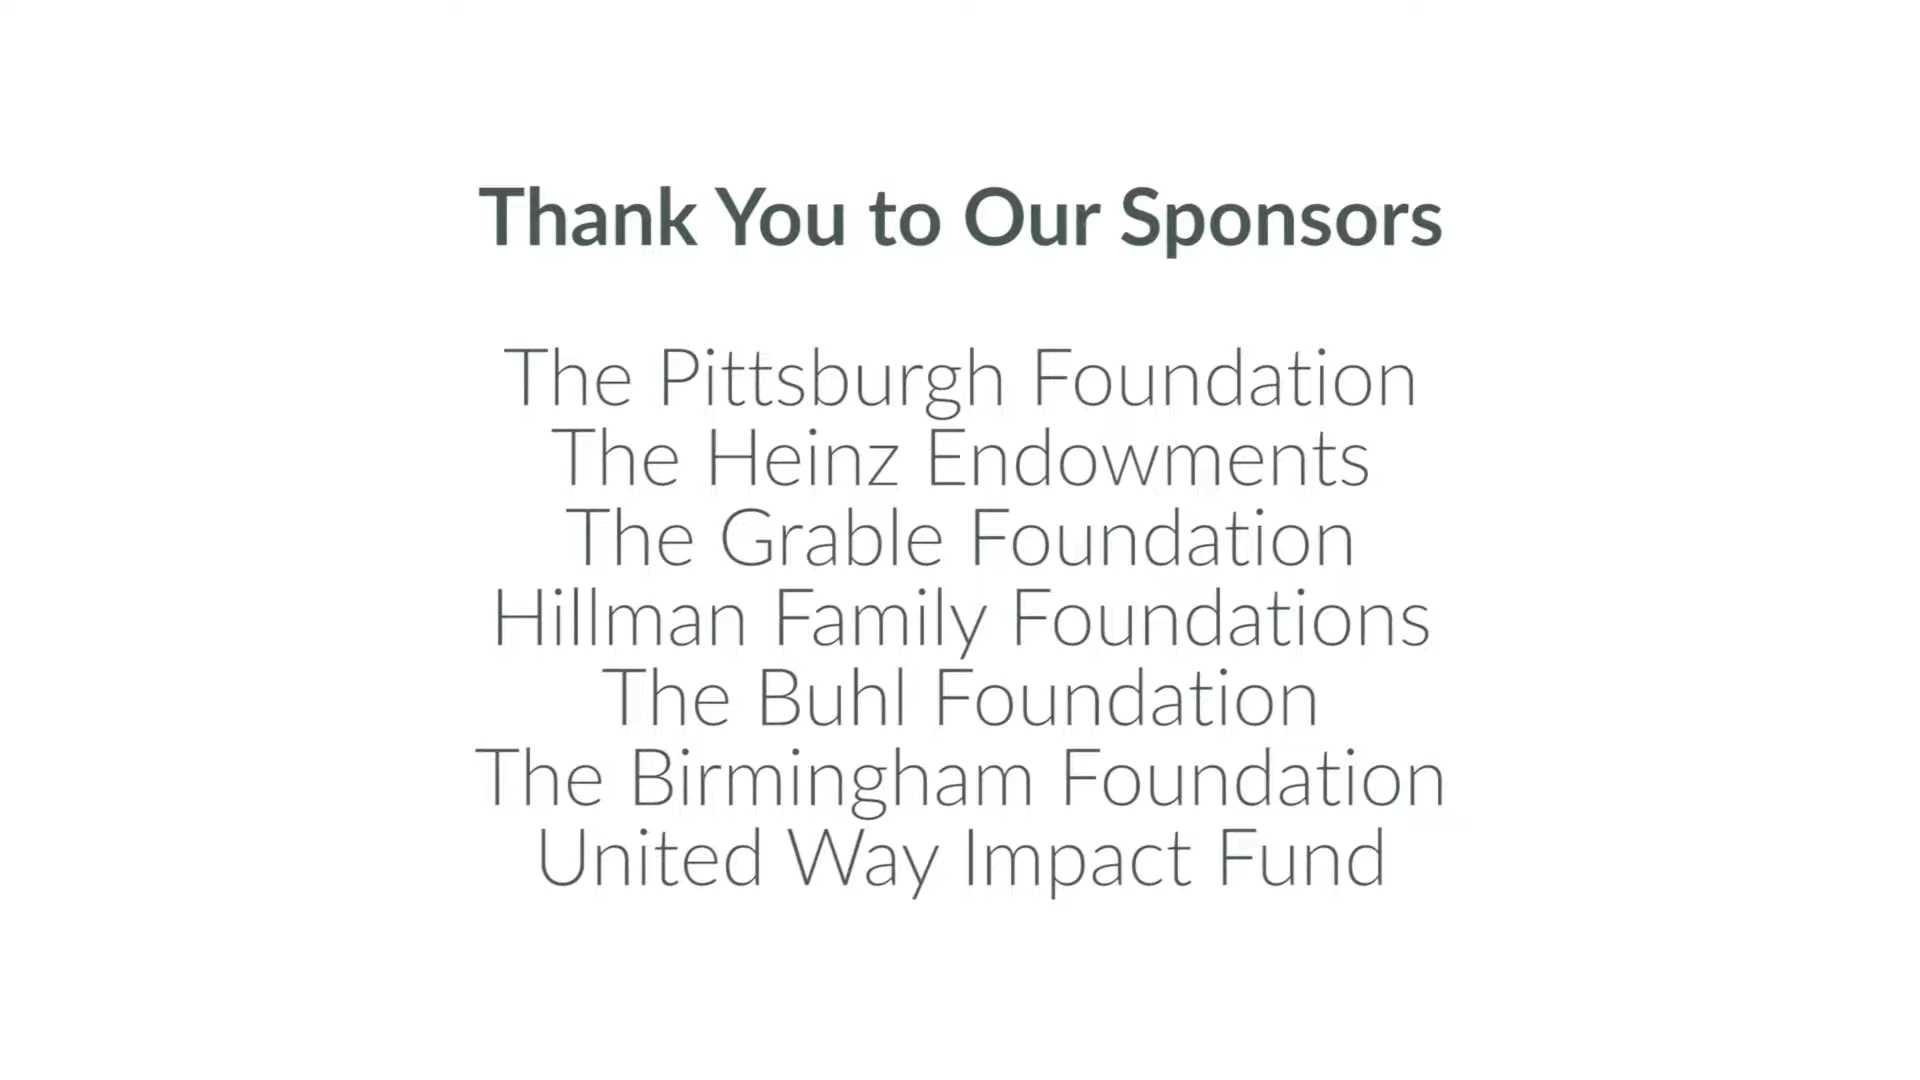 Thank You to Our Sponsors
The Pittsburgh Foundation
The Heinz Endowments
The Grable Foundation
Hillman Family Foundations
The Buhl Foundation
The Birmingham Foundation
United Way Impact Fund